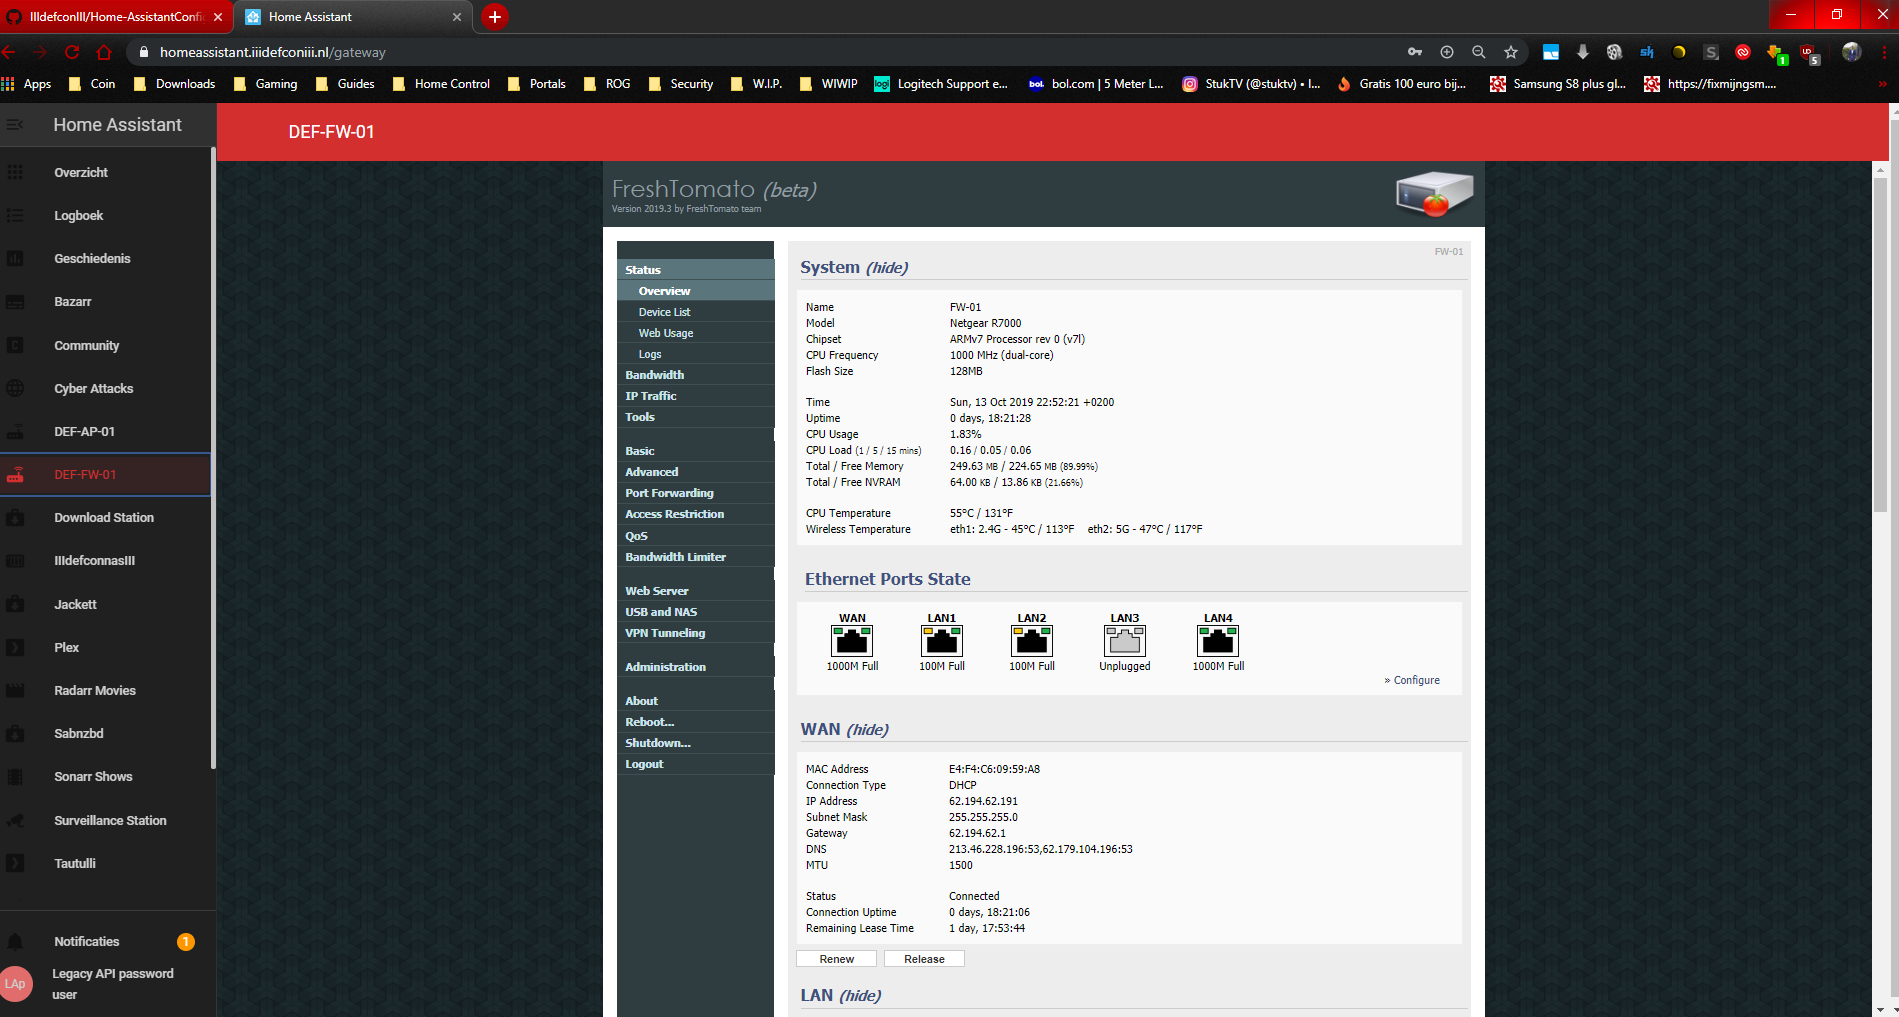 IIIdefconIII/Home-AssistantConfi
Home Assistant
homeassistant.iiidefconiii.nl/gateway
Apps
Coin
Downloads
Gaming
Guides
Home Control
Portals
ROG
Security
W.I.P.
WIWIP
Logitech Support e...
bol.com | 5 Meter L...
StukTV (@stuktv) • I...
Gratis 100 euro bij...
Samsung S8 plus gl...
https://fixmijngsm....
Home Assistant
Overzicht
Logboek
Geschiedenis
Bazarr
Community
Cyber Attacks
DEF-AP-01
DEF-FW-01
Download Station
IIIdefconnasIII
Jackett
Plex
Radarr Movies
Sabnzbd
Sonarr Shows
Surveillance Station
Tautulli
Notificaties 1
LAp
Legacy API password
user
DEF-FW-01
FreshTomato (beta)
Version 2019.3 by FreshTomato team
Status
Overview
Device List
Web Usage
Logs
Bandwidth
IP Traffic
Tools
Basic
Advanced
Port Forwarding
Access Restriction
QoS
Bandwidth Limiter
Web Server
USB and NAS
VPN Tunneling
Administration
About
Reboot...
Shutdown...
Logout
FW-01
System (hide)
Name FW-01
Model Netgear R7000
Chipset ARMv7 Processor rev 0 (v7l)
CPU Frequency 1000 MHz (dual-core)
Flash Size 128MB
Time Sun, 13 Oct 2019 22:52:21 +0200
Uptime 0 days, 18:21:28
CPU Usage 1.83%
CPU Load (1 / 5 / 15 mins) 0.16 / 0.05 / 0.06
Total / Free Memory 249.63 MB / 224.65 MB (89.99%)
Total / Free NVRAM 64.00 KB / 13.86 KB (21.66%)
CPU Temperature 55°C / 131°F
Wireless Temperature eth1: 2.4G - 45°C / 113°F eth2: 5G - 47°C / 117°F
Ethernet Ports State
WAN LAN1 LAN2 LAN3 LAN4
1000M Full 100M Full 100M Full Unplugged 1000M Full
» Configure
WAN (hide)
MAC Address E4:F4:C6:09:59:A8
Connection Type DHCP
IP Address 62.194.62.191
Subnet Mask 255.255.255.0
Gateway 62.194.62.1
DNS 213.46.228.196:53,62.179.104.196:53
MTU 1500
Status Connected
Connection Uptime 0 days, 18:21:06
Remaining Lease Time 1 day, 17:53:44
Renew Release
LAN (hide)